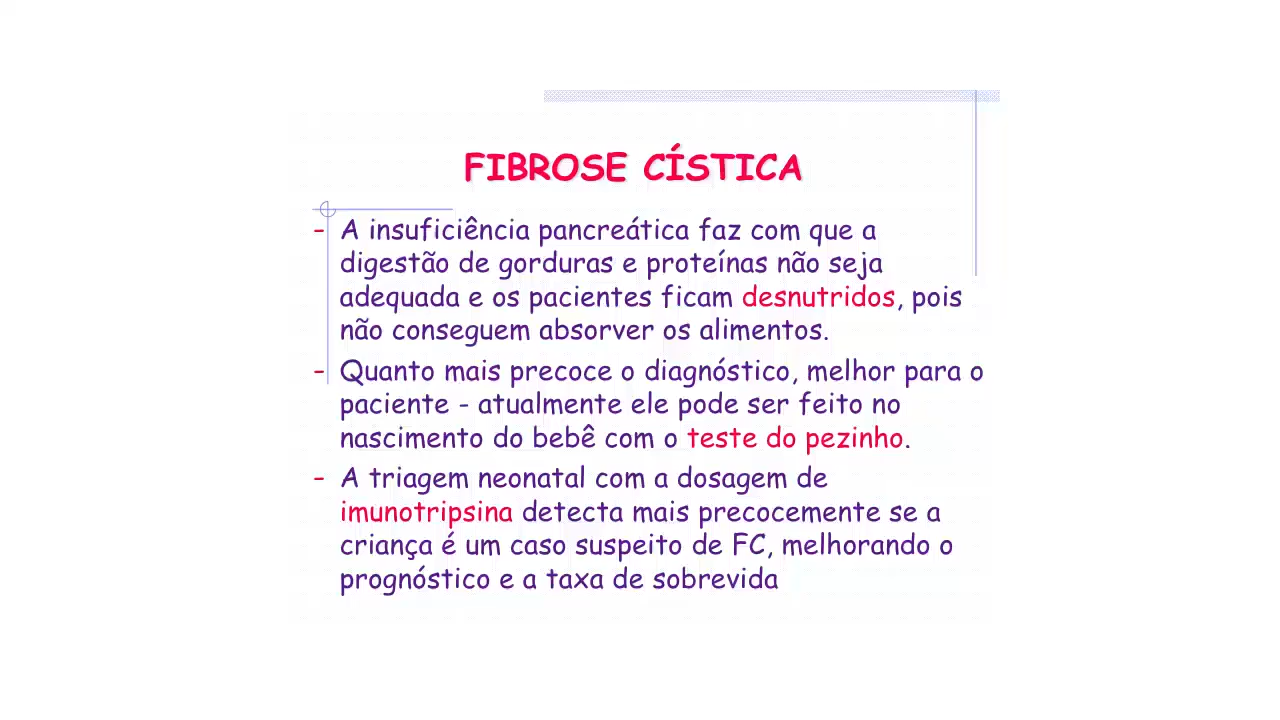 FIBROSE CÍSTICA
- A insuficiência pancreática faz com que a
digestão de gorduras e proteínas não seja
adequada e os pacientes ficam desnutridos, pois
não conseguem absorver os alimentos.
- Quanto mais precoce o diagnóstico, melhor para o
paciente - atualmente ele pode ser feito no
nascimento do bebê com o teste do pezinho.
- A triagem neonatal com a dosagem de
imunotripsina detecta mais precocemente se a
criança é um caso suspeito de FC, melhorando o
prognóstico e a taxa de sobrevida